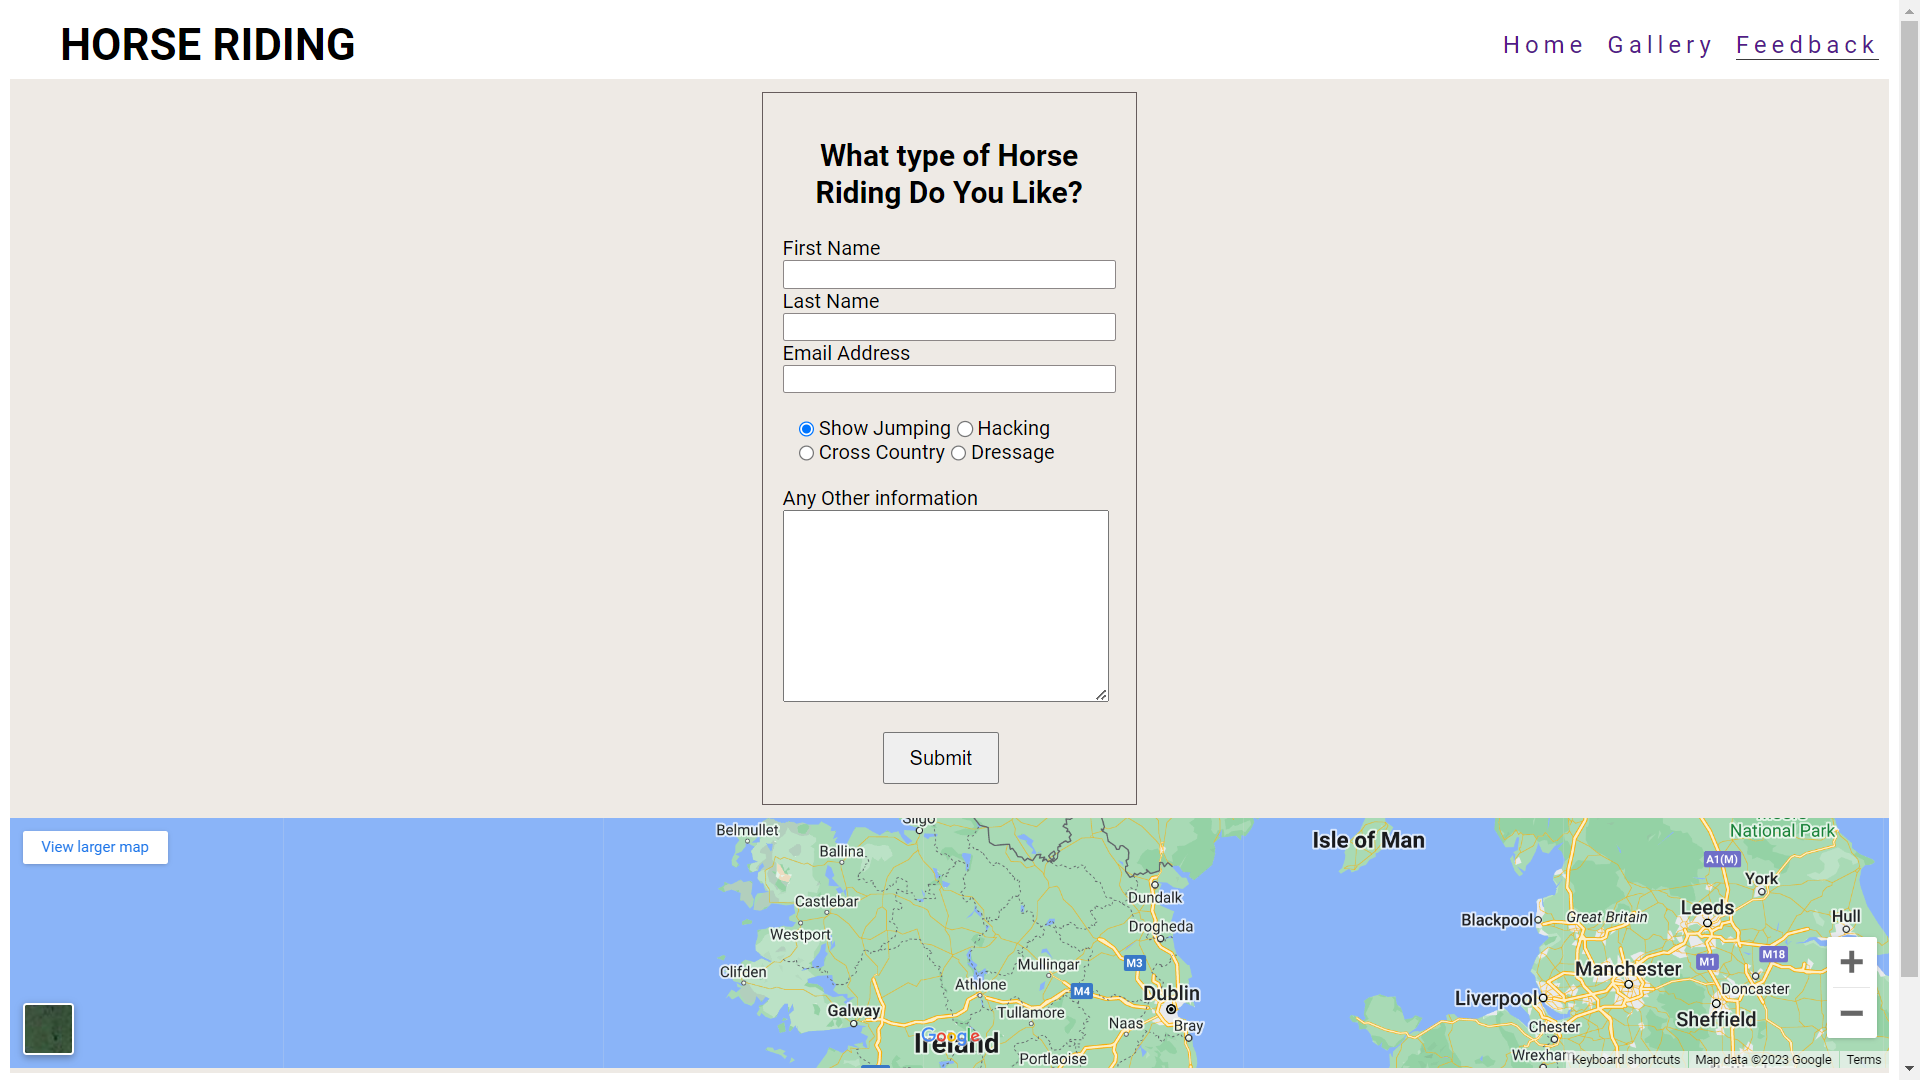 HORSE RIDING
Home Gallery Feedback
What type of Horse
Riding Do You Like?
First Name
Last Name
Email Address
Show Jumping Hacking
Cross Country Dressage
Any Other information
Submit
View larger map
Belmullet
Sligo
Isle of Man
National Park
Ballina
A1(M)
York
Castlebar
Dundalk
Leeds
Westport
Drogheda
Blackpool
Great Britain
Hull
Clifden
Mullingar
M3
Manchester
M1
M18
Athlone
M4
Dublin
Liverpool
Doncaster
Galway
Tullamore
Naas
Bray
Chester
Sheffield
Google
Ireland
Portlaoise
Wrexham
Keyboard shortcuts
Map data ©2023 Google
Terms